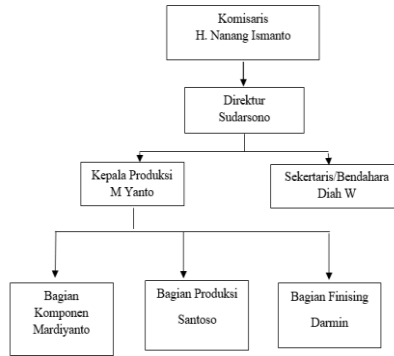 Komisaris
H. Nanang Ismanto
Direktur
Sudarsono
Kepala Produksi
M Yanto
Sekertaris/Bendahara
Diah W
Bagian
Komponen
Mardiyanto
Bagian Produksi
Santoso
Bagian Finising
Darmin